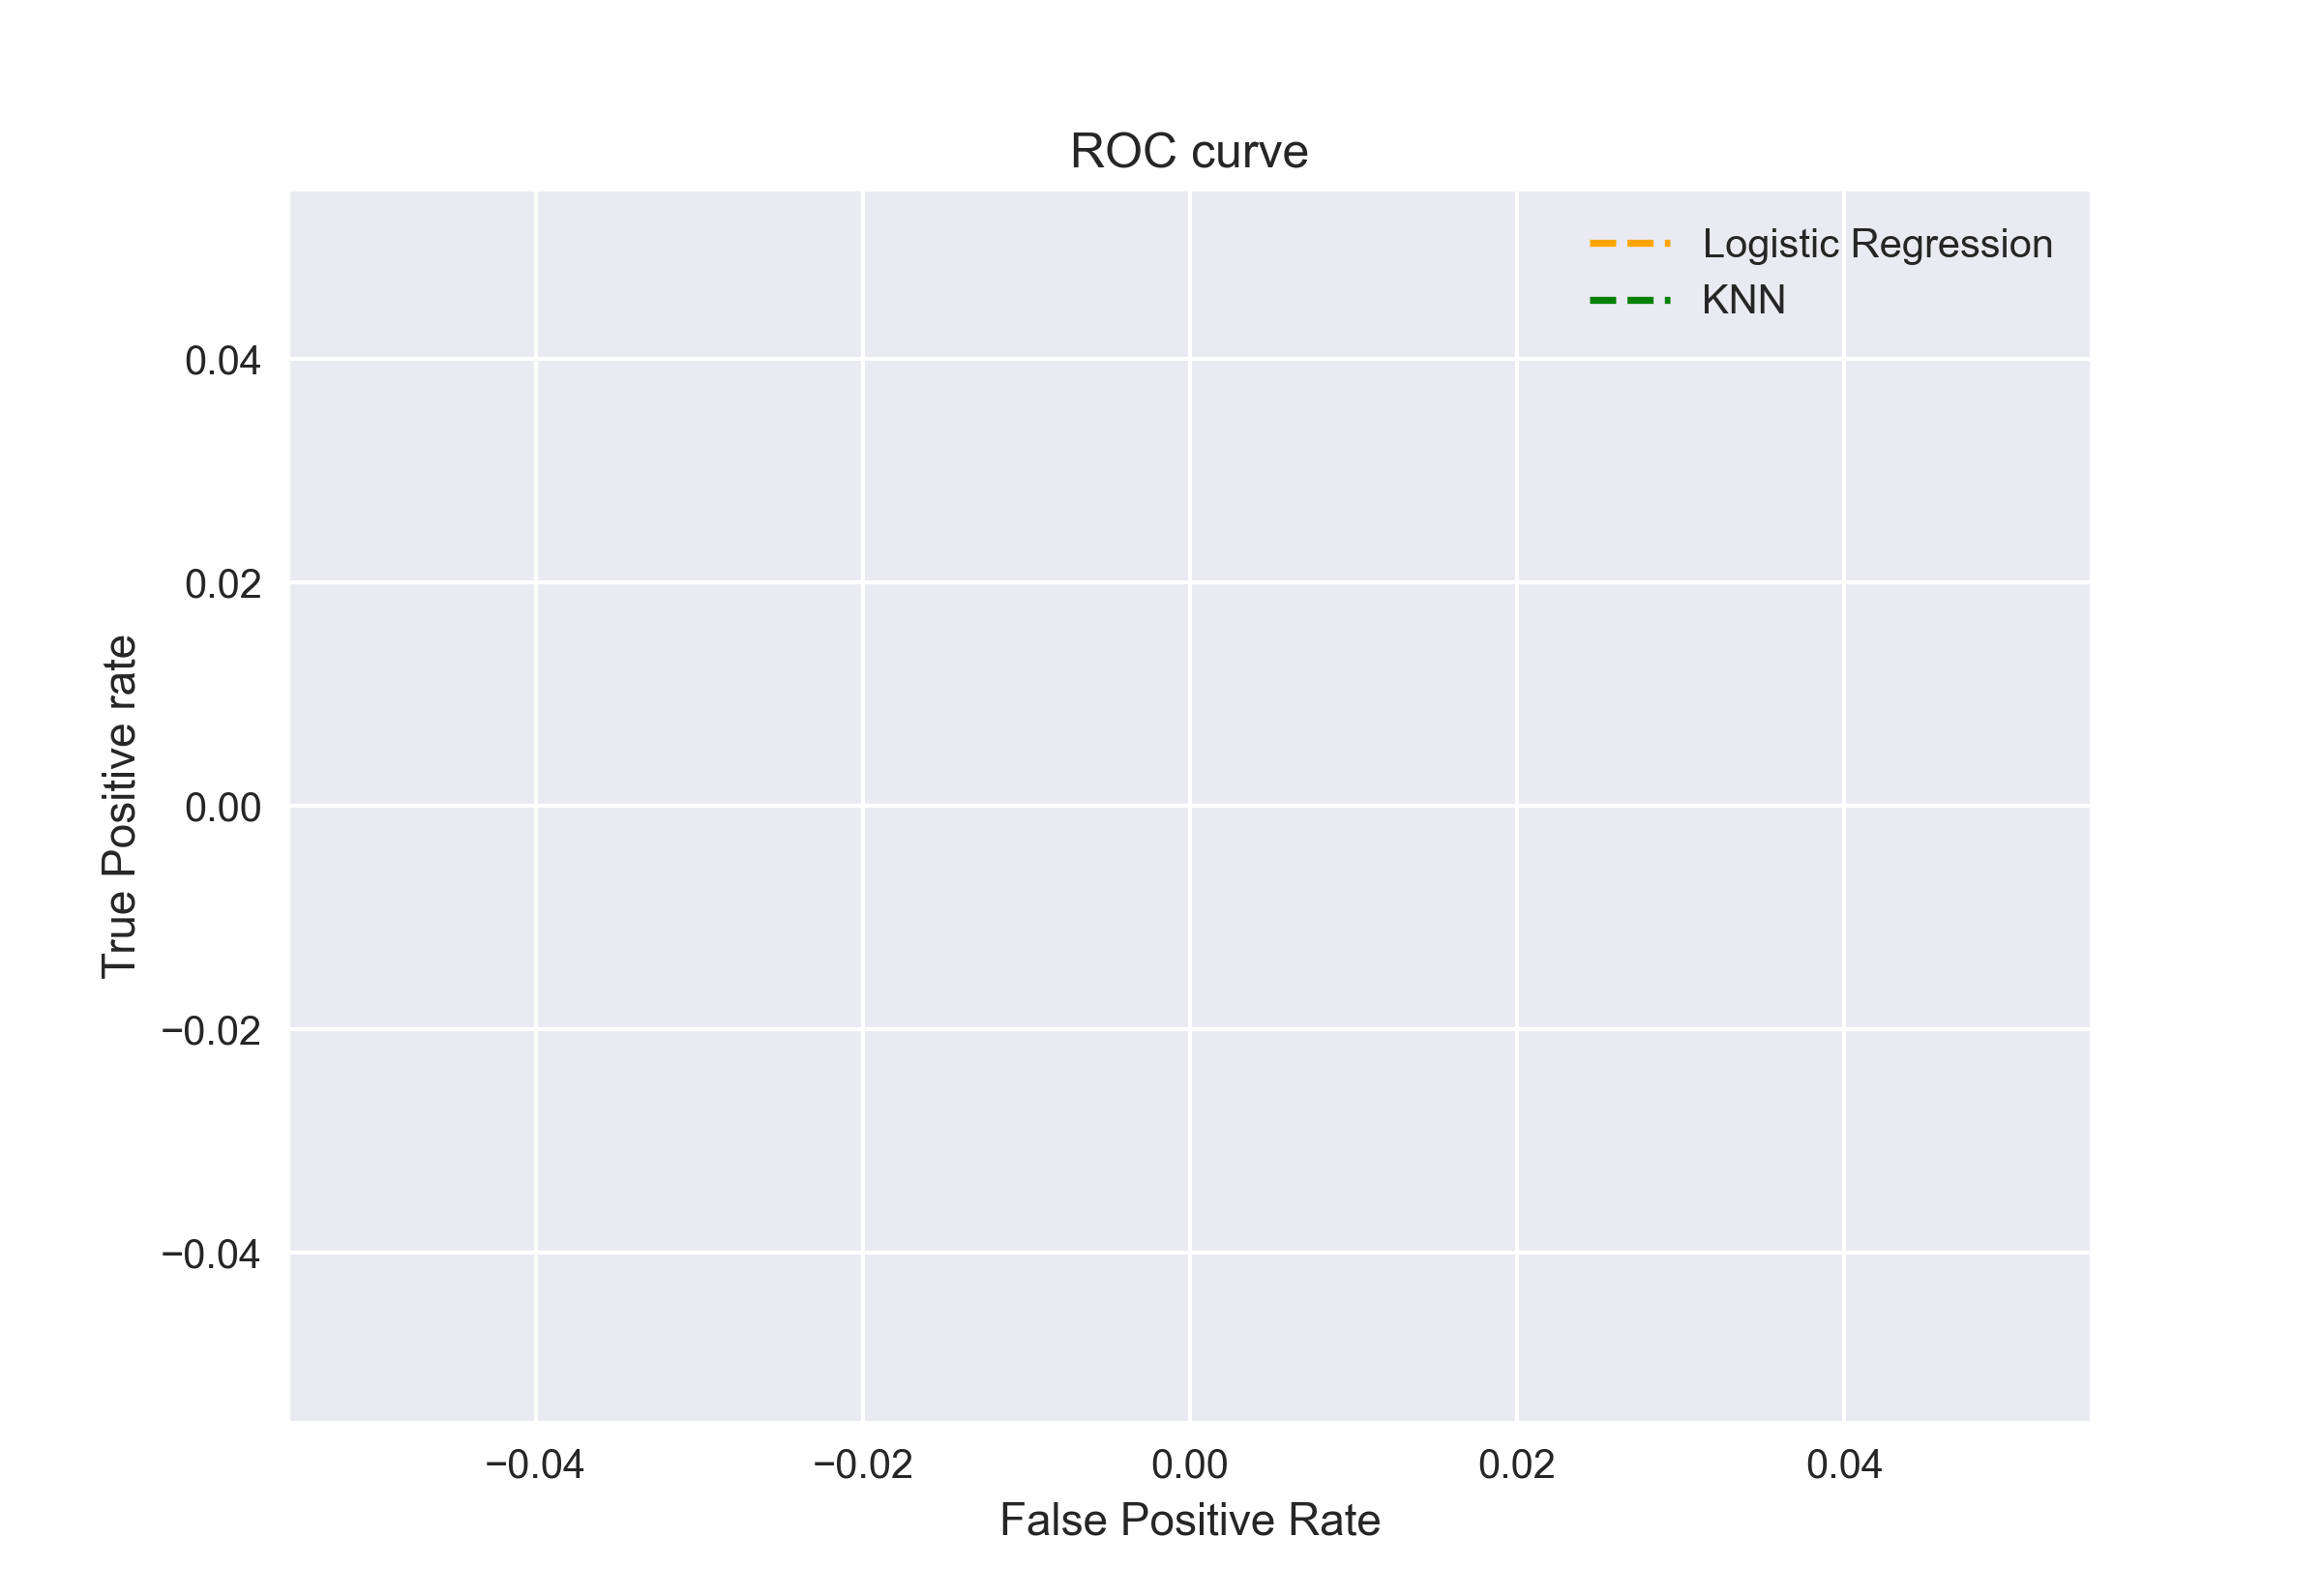 ROC curve
Logistic Regression
KNN
0.04
0.02
0.00
−0.02
−0.04
True Positive rate
−0.04 −0.02 0.00 0.02 0.04
False Positive Rate